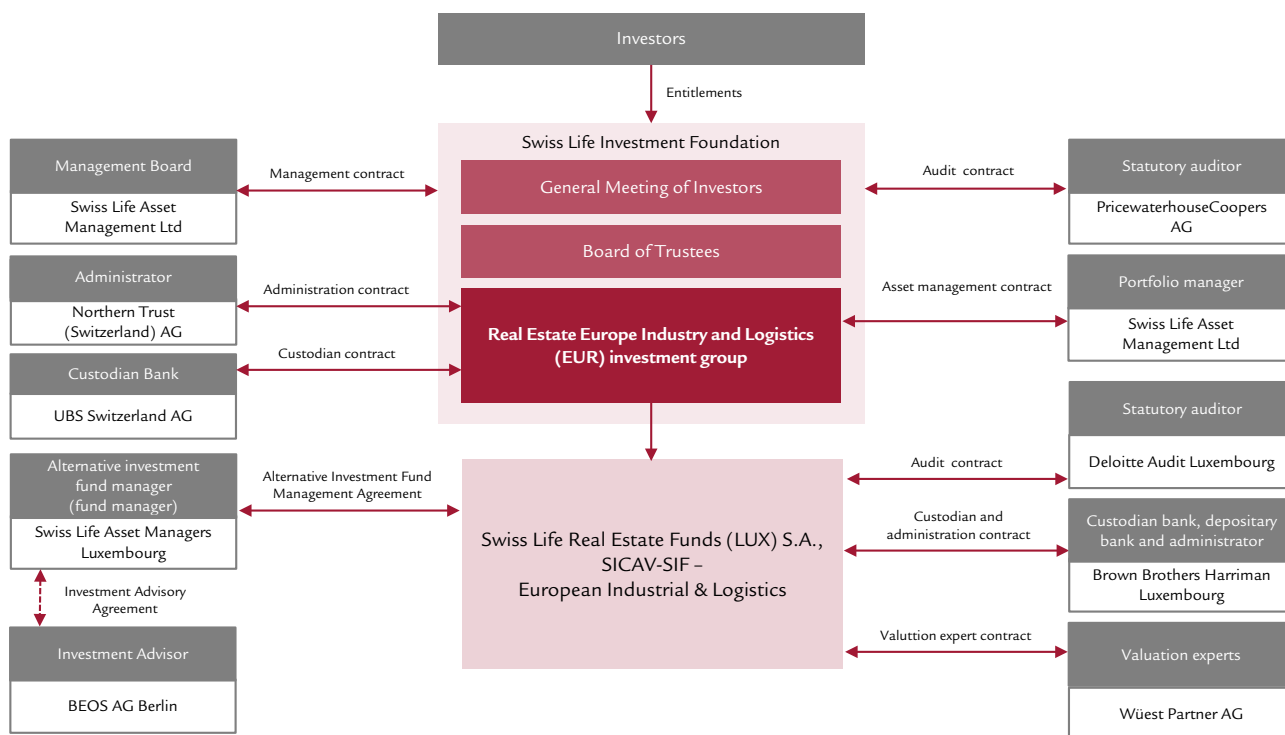 Investors
Entitlements
Swiss Life Investment Foundation
General Meeting of Investors
Board of Trustees
Real Estate Europe Industry and Logistics
(EUR) investment group
Management Board
Swiss Life Asset
Management Ltd
Management contract
Administrator
Northern Trust
(Switzerland) AG
Administration contract
Custodian Bank
UBS Switzerland AG
Custodian contract
Statutory auditor
PricewaterhouseCoopers
AG
Audit contract
Portfolio manager
Swiss Life Asset
Management Ltd
Asset management contract
Alternative investment
fund manager
(fund manager)
Swiss Life Asset Managers
Luxembourg
Alternative Investment Fund
Management Agreement
Investment Advisory
Agreement
Investment Advisor
BEOS AG Berlin
Swiss Life Real Estate Funds (LUX) S.A.,
SICAV-SIF –
European Industrial & Logistics
Statutory auditor
Deloitte Audit Luxembourg
Audit contract
Custodian bank, depositary
bank and administrator
Brown Brothers Harriman
Luxembourg
Custodian and
administration contract
Valuation experts
Wüest Partner AG
Valuttion expert contract